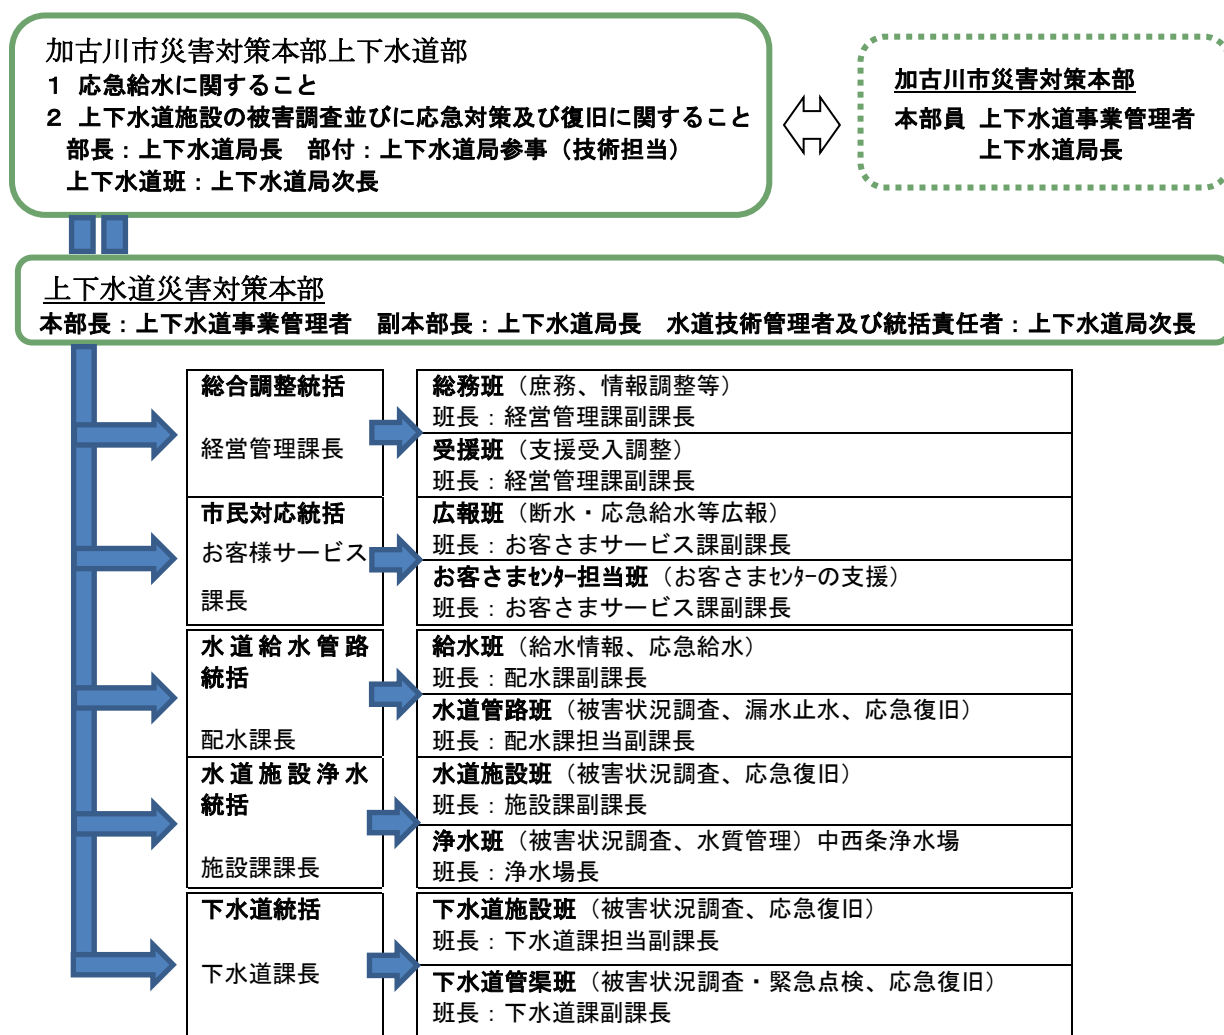 加古川市災害対策本部上下水道部
1 応急給水に関すること
2 上下水道施設の被害調査並びに応急対策及び復旧に関すること
部長：上下水道局長　部付：上下水道局参事（技術担当）
上下水道班：上下水道局次長
加古川市災害対策本部
本部員 上下水道事業管理者
上下水道局長
上下水道災害対策本部
本部長：上下水道事業管理者　副本部長：上下水道局長　水道技術管理者及び統括責任者：上下水道局次長
総合調整統括
経営管理課長
総務班（庶務、情報調整等）
班長：経営管理課副課長
受援班（支援受入調整）
班長：経営管理課副課長
市民対応統括
お客様サービス
課長
広報班（断水・応急給水等広報）
班長：お客さまサービス課副課長
お客さまｾﾝﾀｰ担当班（お客さまｾﾝﾀｰの支援）
班長：お客さまサービス課副課長
水道給水管路
統括
配水課長
給水班（給水情報、応急給水）
班長：配水課副課長
水道管路班（被害状況調査、漏水止水、応急復旧）
班長：配水課担当副課長
水道施設浄水
統括
施設課課長
水道施設班（被害状況調査、応急復旧）
班長：施設課副課長
浄水班（被害状況調査、水質管理）中西条浄水場
班長：浄水場長
下水道統括
下水道課長
下水道施設班（被害状況調査、応急復旧）
班長：下水道課担当副課長
下水道管渠班（被害状況調査・緊急点検、応急復旧）
班長：下水道課副課長